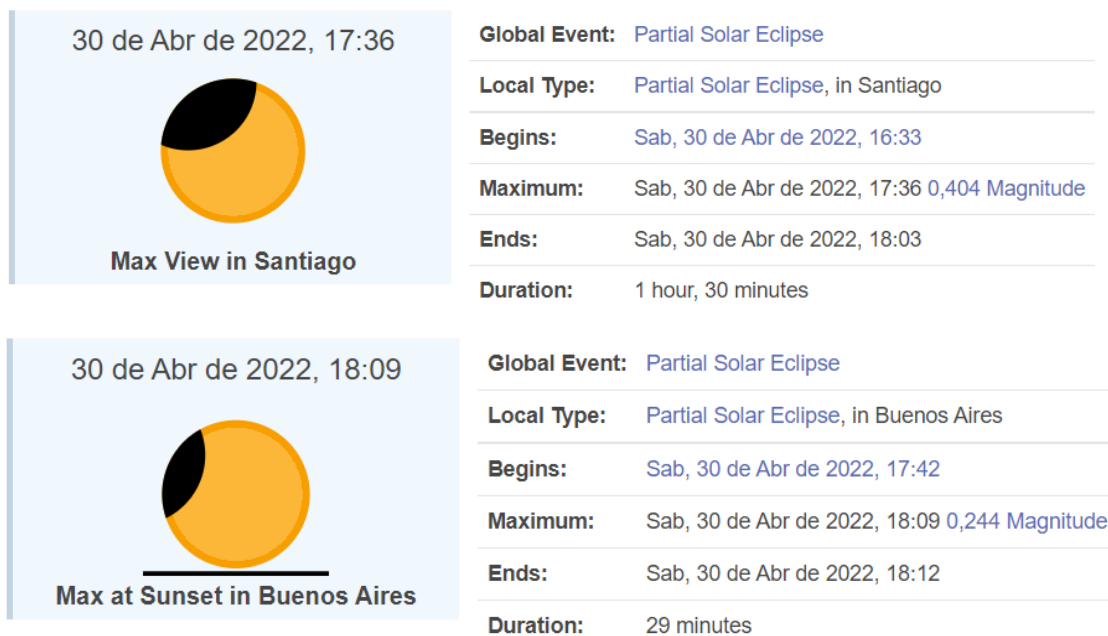 30 de Abr de 2022, 17:36
Max View in Santiago
Global Event: Partial Solar Eclipse
Local Type: Partial Solar Eclipse, in Santiago
Begins: Sab, 30 de Abr de 2022, 16:33
Maximum: Sab, 30 de Abr de 2022, 17:36 0,404 Magnitude
Ends: Sab, 30 de Abr de 2022, 18:03
Duration: 1 hour, 30 minutes
30 de Abr de 2022, 18:09
Max at Sunset in Buenos Aires
Global Event: Partial Solar Eclipse
Local Type: Partial Solar Eclipse, in Buenos Aires
Begins: Sab, 30 de Abr de 2022, 17:42
Maximum: Sab, 30 de Abr de 2022, 18:09 0,244 Magnitude
Ends: Sab, 30 de Abr de 2022, 18:12
Duration: 29 minutes